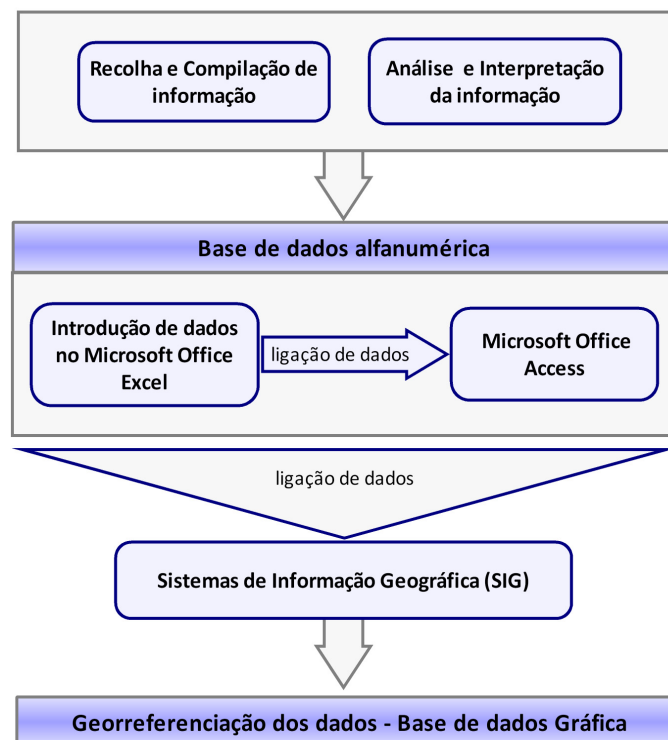 Recolha e Compilação de
informação
Análise e Interpretação
da informação
Base de dados alfanumérica
Introdução de dados
no Microsoft Office
Excel
ligação de dados
Microsoft Office
Access
ligação de dados
Sistemas de Informação Geográfica (SIG)
Georreferenciação dos dados - Base de dados Gráfica